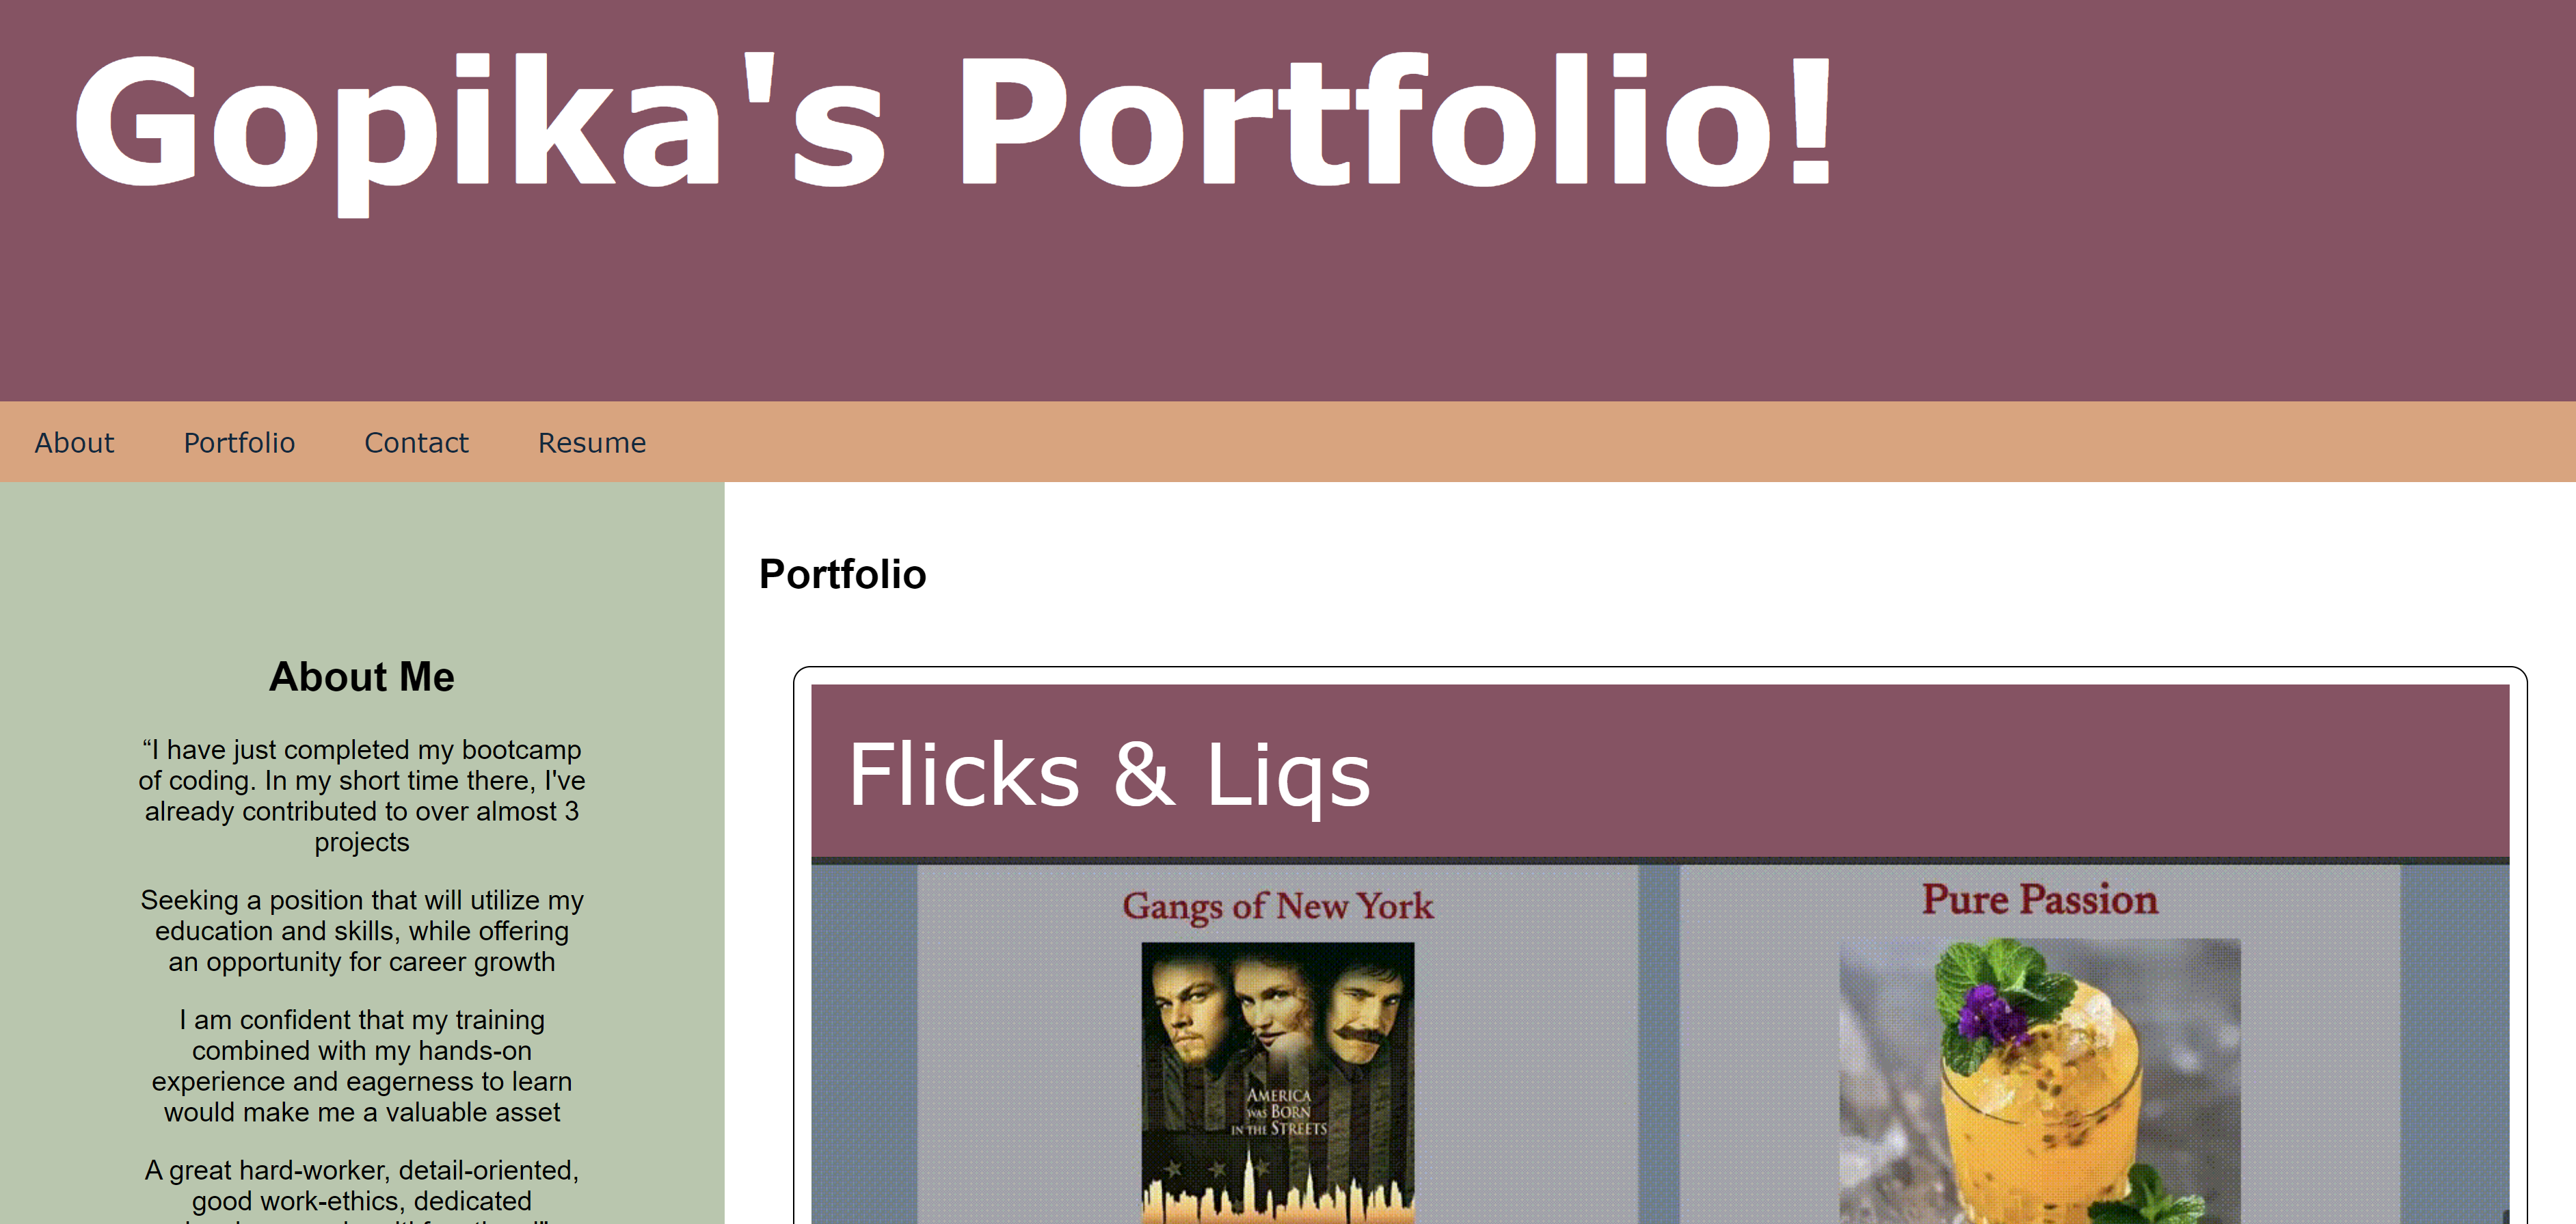 Gopika's Portfolio!
About Portfolio Contact Resume
About Me
“I have just completed my bootcamp
of coding. In my short time there, I've
already contributed to over almost 3
projects
Seeking a position that will utilize my
education and skills, while offering
an opportunity for career growth
I am confident that my training
combined with my hands-on
experience and eagerness to learn
would make me a valuable asset
A great hard-worker, detail-oriented,
good work-ethics, dedicated
Portfolio
Flicks & Liqs
Gangs of New York
AMERICA
WAS BORN
IN THE STREETS
Pure Passion